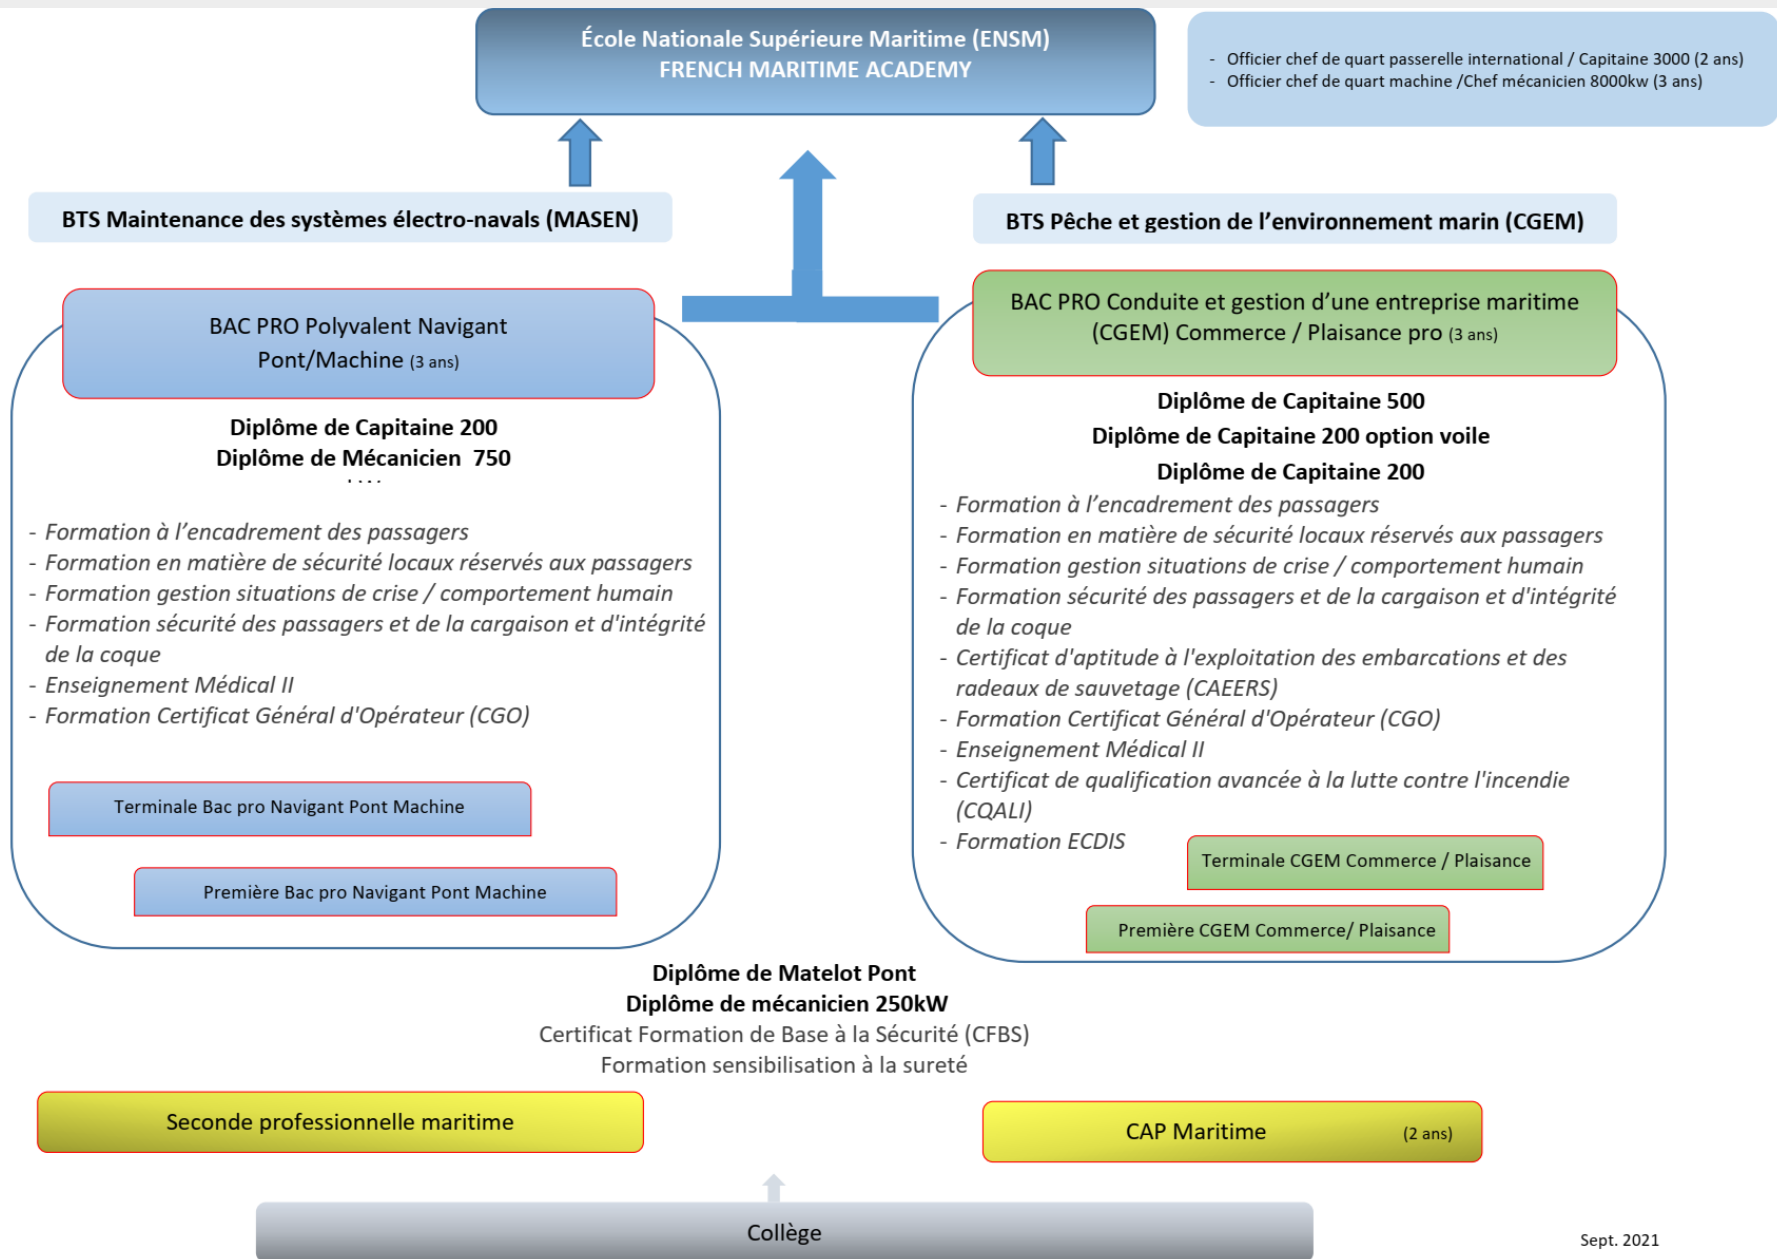 École Nationale Supérieure Maritime (ENSM)
FRENCH MARITIME ACADEMY
- Officier chef de quart passerelle international / Capitaine 3000 (2 ans)
- Officier chef de quart machine /Chef mécanicien 8000kw (3 ans)
BTS Maintenance des systèmes électro-navals (MASEN)
BTS Pêche et gestion de l’environnement marin (CGEM)
BAC PRO Polyvalent Navigant
Pont/Machine (3 ans)
Diplôme de Capitaine 200
Diplôme de Mécanicien 750
- Formation à l’encadrement des passagers
- Formation en matière de sécurité locaux réservés aux passagers
- Formation gestion situations de crise / comportement humain
- Formation sécurité des passagers et de la cargaison et d'intégrité
de la coque
- Enseignement Médical II
- Formation Certificat Général d'Opérateur (CGO)
Terminale Bac pro Navigant Pont Machine
Première Bac pro Navigant Pont Machine
BAC PRO Conduite et gestion d’une entreprise maritime
(CGEM) Commerce / Plaisance pro (3 ans)
Diplôme de Capitaine 500
Diplôme de Capitaine 200 option voile
Diplôme de Capitaine 200
- Formation à l’encadrement des passagers
- Formation en matière de sécurité locaux réservés aux passagers
- Formation gestion situations de crise / comportement humain
- Formation sécurité des passagers et de la cargaison et d'intégrité
de la coque
- Certificat d'aptitude à l'exploitation des embarcations et des
radeaux de sauvetage (CAEERS)
- Formation Certificat Général d'Opérateur (CGO)
- Enseignement Médical II
- Certificat de qualification avancée à la lutte contre l'incendie
(CQALI)
- Formation ECDIS
Terminale CGEM Commerce / Plaisance
Première CGEM Commerce/ Plaisance
Diplôme de Matelot Pont
Diplôme de mécanicien 250kW
Certificat Formation de Base à la Sécurité (CFBS)
Formation sensibilisation à la sureté
Seconde professionnelle maritime
CAP Maritime (2 ans)
Collège
Sept. 2021